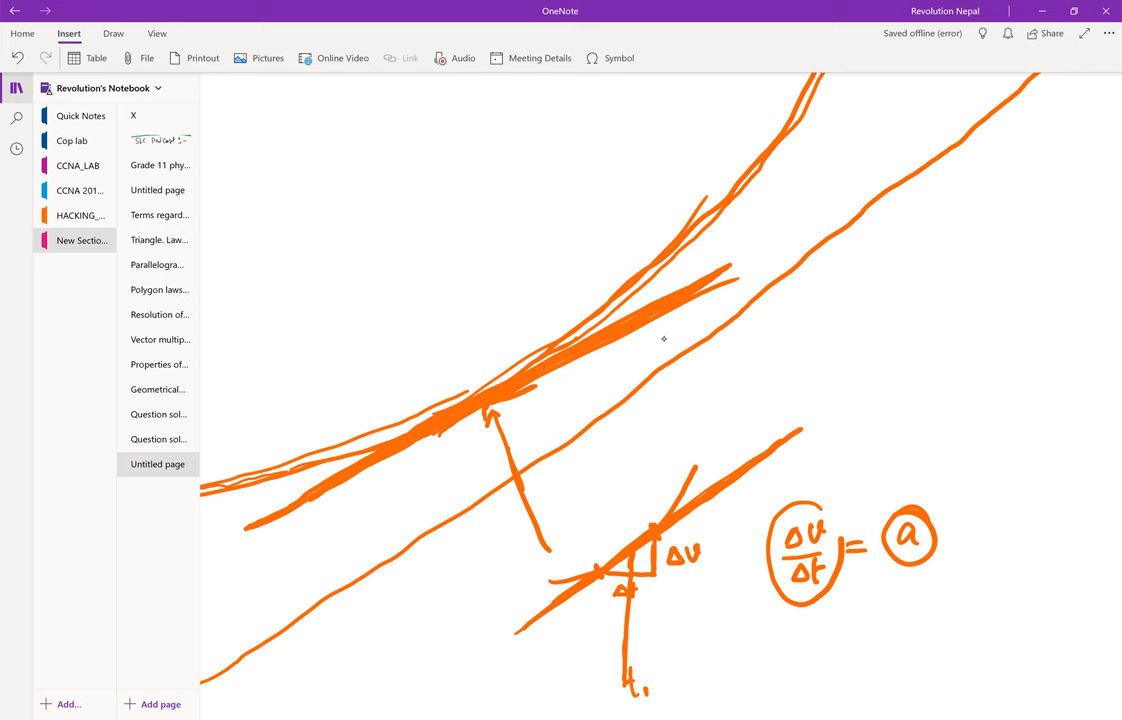 OneNote
Revolution Nepal
Home Insert Draw View
Saved offline (error) Share
Table File Printout Pictures Online Video Link Audio Meeting Details Symbol
Revolution's Notebook
Quick Notes
Cop lab
CCNA_LAB
CCNA 201...
HACKING_...
New Sectio...
X
Grade 11 phy...
Untitled page
Terms regard...
Triangle. Law...
Parallelogra...
Polygon laws...
Resolution of...
Vector multip...
Properties of...
Geometrical...
Question sol...
Question sol...
Untitled page
Add...
Add page
Δv
Δt
t₁
Δv/Δt = a